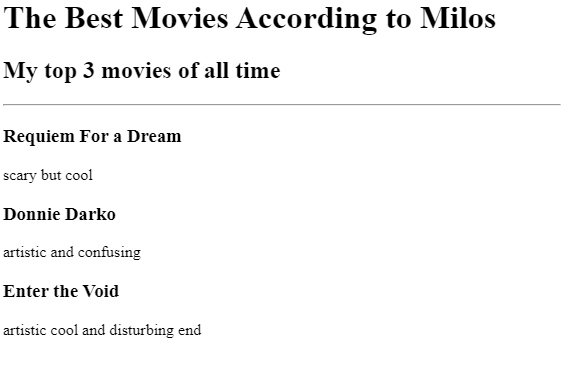 The Best Movies According to Milos
My top 3 movies of all time
Requiem For a Dream
scary but cool
Donnie Darko
artistic and confusing
Enter the Void
artistic cool and disturbing end